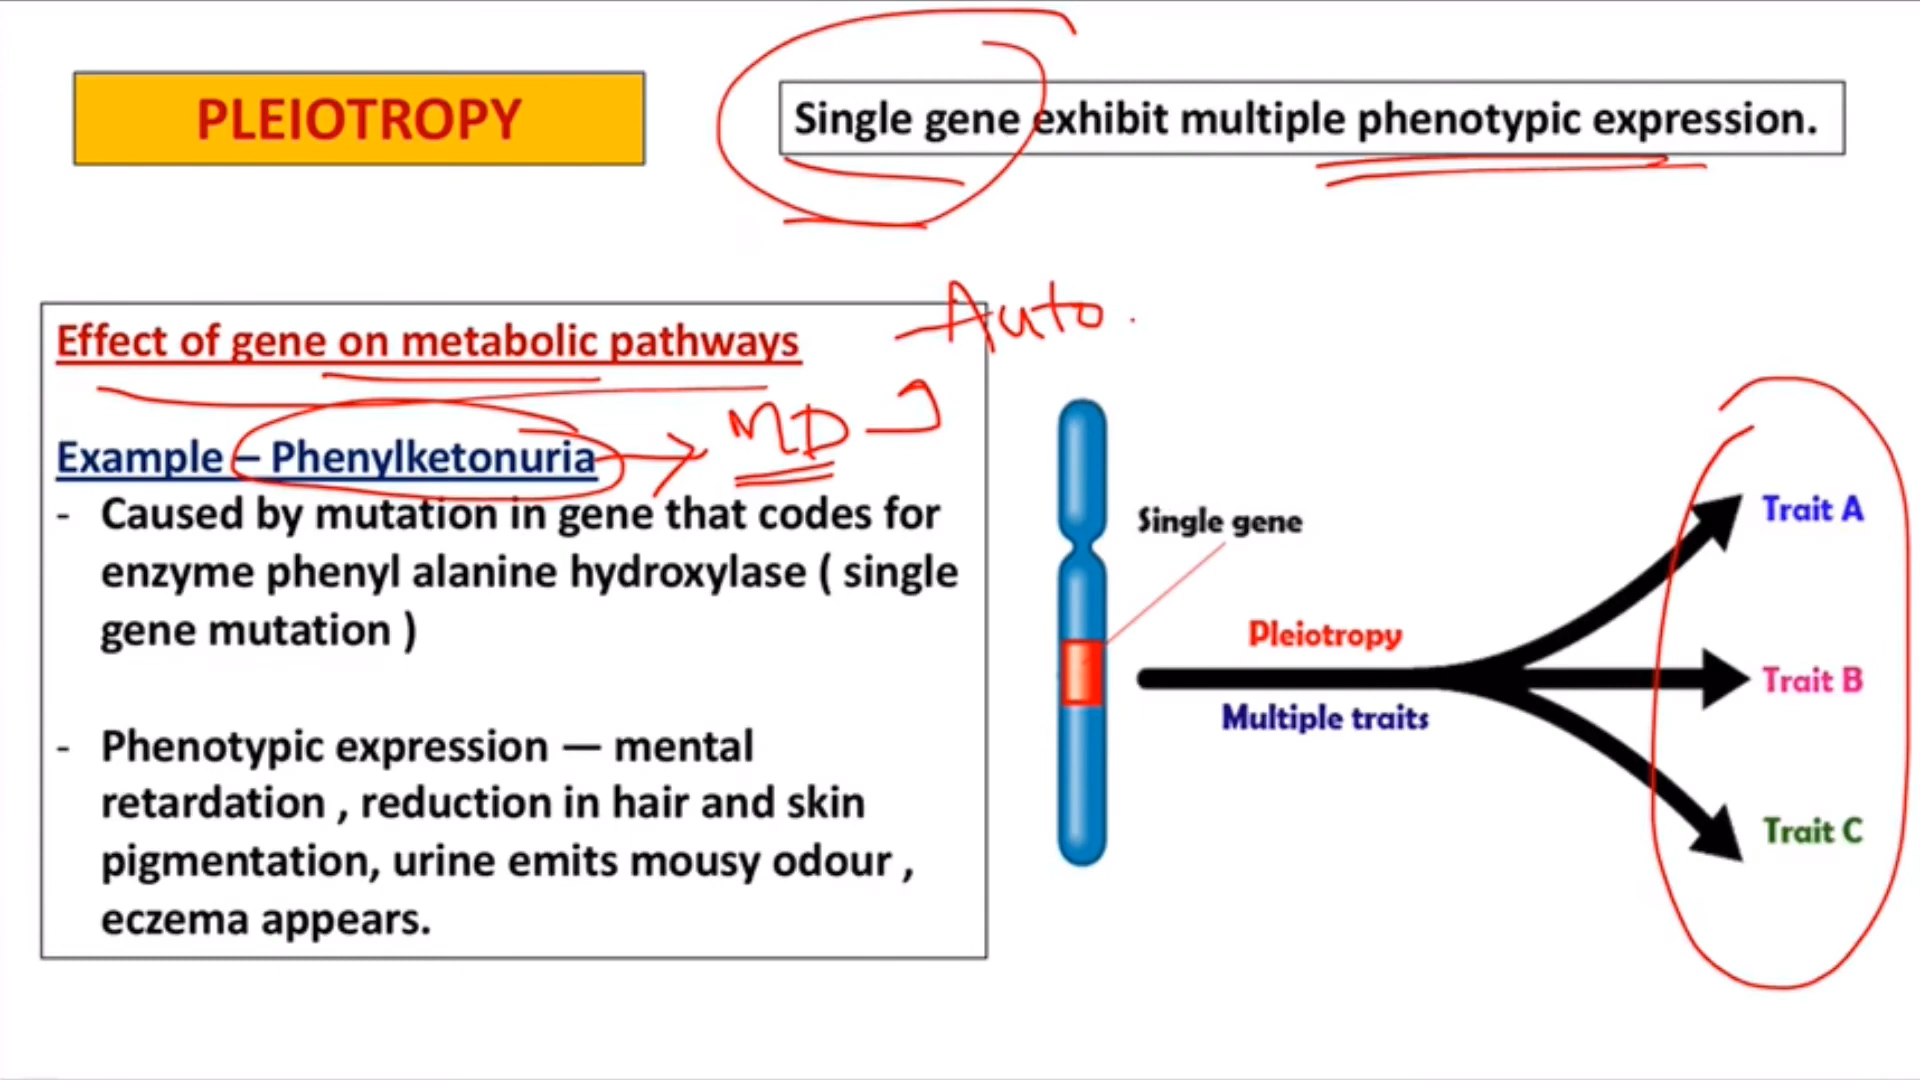 PLEIOTROPY
Single gene exhibit multiple phenotypic expression.
Auto.
Effect of gene on metabolic pathways
MD
Example – Phenylketonuria
- Caused by mutation in gene that codes for
enzyme phenyl alanine hydroxylase ( single
gene mutation )
- Phenotypic expression — mental
retardation , reduction in hair and skin
pigmentation, urine emits mousy odour ,
eczema appears.
Single gene
Pleiotropy
Multiple traits
Trait A
Trait B
Trait C